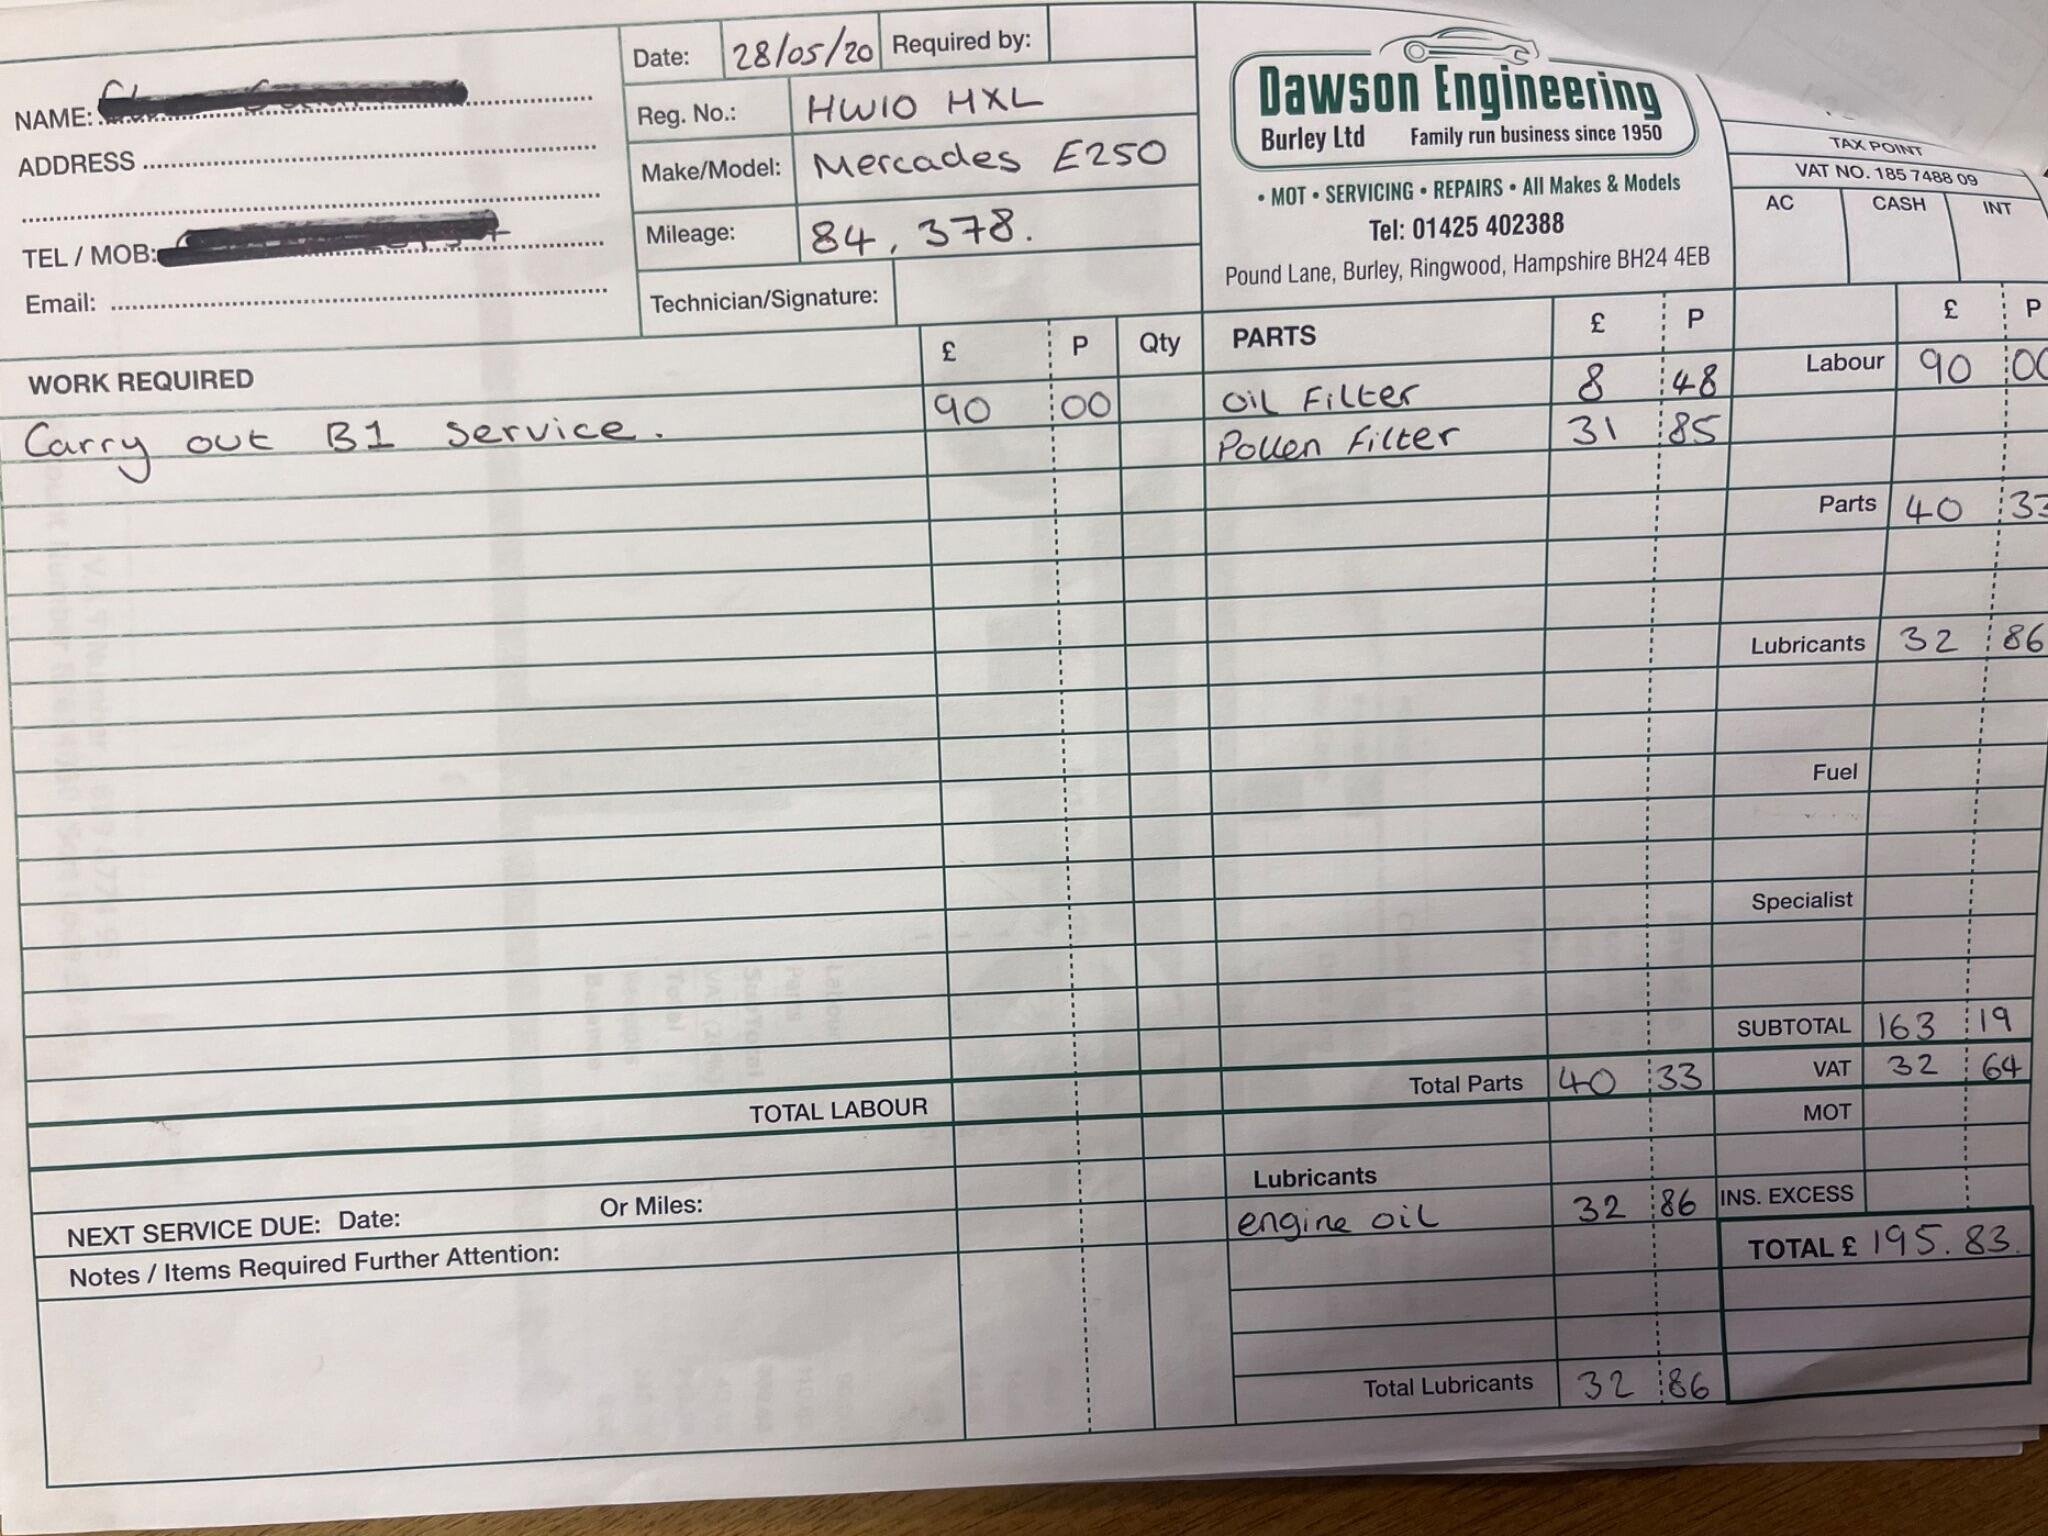 NAME:
ADDRESS
TEL / MOB:
Email:
Date: 28/05/20 Required by:
Reg. No.: HW10 HXL
Make/Model: Mercades E250
Mileage: 84,378.
Technician/Signature:
Dawson Engineering
Burley Ltd Family run business since 1950
• MOT • SERVICING • REPAIRS • All Makes & Models
Tel: 01425 402388
Pound Lane, Burley, Ringwood, Hampshire BH24 4EB
TAX POINT
VAT NO. 185 7488 09
AC CASH INT
WORK REQUIRED £ P Qty PARTS £ P £ P
Carry out B1 service. 90 00 Oil Filter 8 48 Labour 90 00
Pollen Filter 31 85
Parts 40 33
Lubricants 32 86
Fuel
Specialist
SUBTOTAL 163 19
Total Parts 40 33 VAT 32 64
TOTAL LABOUR MOT
Lubricants
NEXT SERVICE DUE: Date: Or Miles: engine oil 32 86 INS. EXCESS
Notes / Items Required Further Attention: TOTAL £ 195.83.
Total Lubricants 32 86